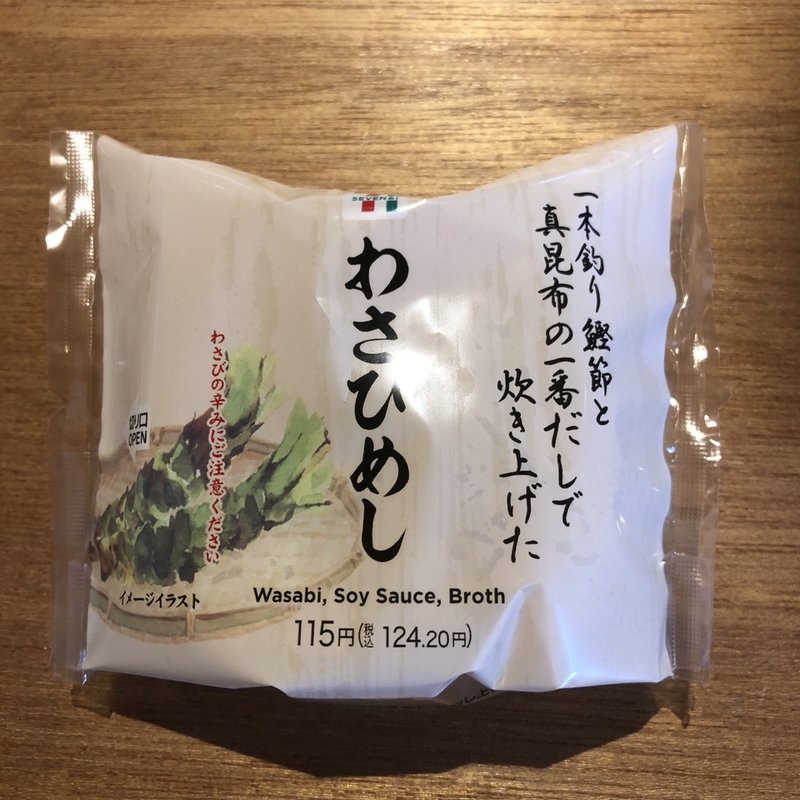 SEVEN&i
一本釣り鰹節と
真昆布の一番だしで
炊き上げた
わさびめし
わさびの辛みにご注意ください
切り口
OPEN
イメージイラスト
Wasabi, Soy Sauce, Broth
115円(税込 124.20円)